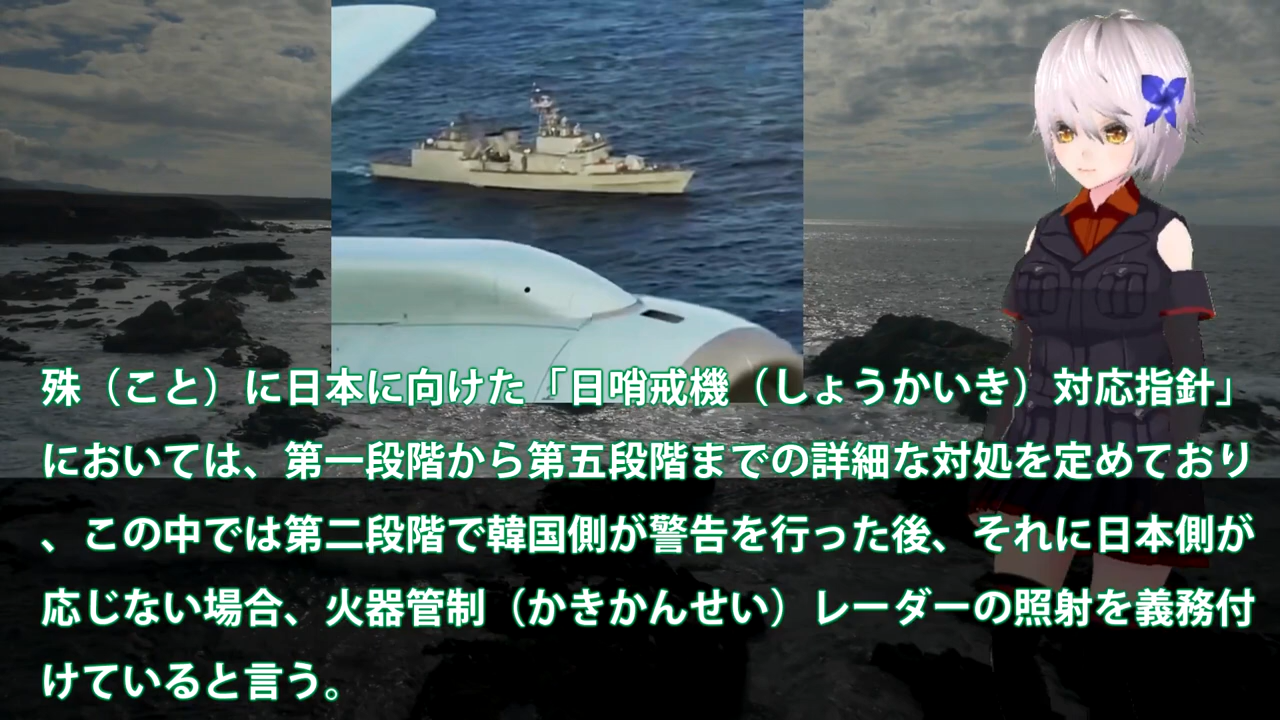 殊（こと）に日本に向けた「日哨戒機（しょうかいき）対応指針」
においては、第一段階から第五段階までの詳細な対処を定めており
、この中では第二段階で韓国側が警告を行った後、それに日本側が
応じない場合、火器管制（かきかんせい）レーダーの照射を義務付
けていると言う。